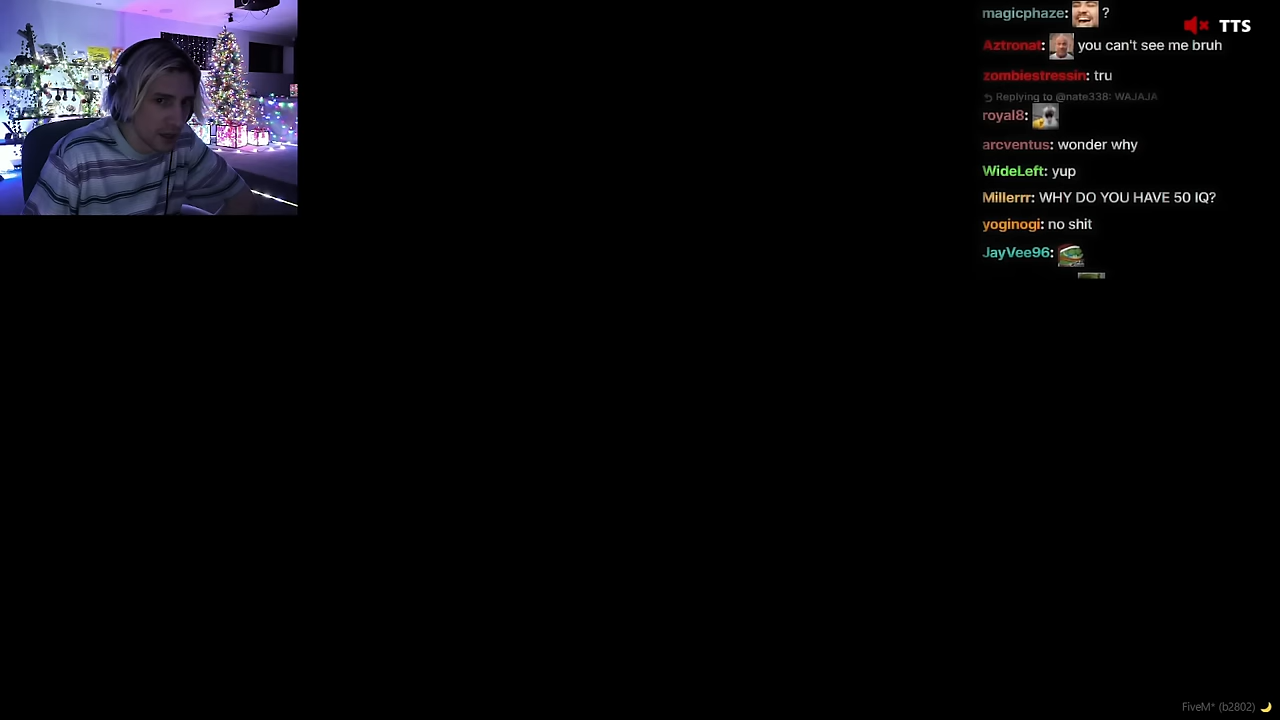 magicphaze: ?
TTS
Aztronat: you can't see me bruh
zombiestressin: tru
Replying to @nate338: WAJAJA
royal8:
arcventus: wonder why
WideLeft: yup
Millerrr: WHY DO YOU HAVE 50 IQ?
yoginogi: no shit
JayVee96:
FiveM* (b2802)